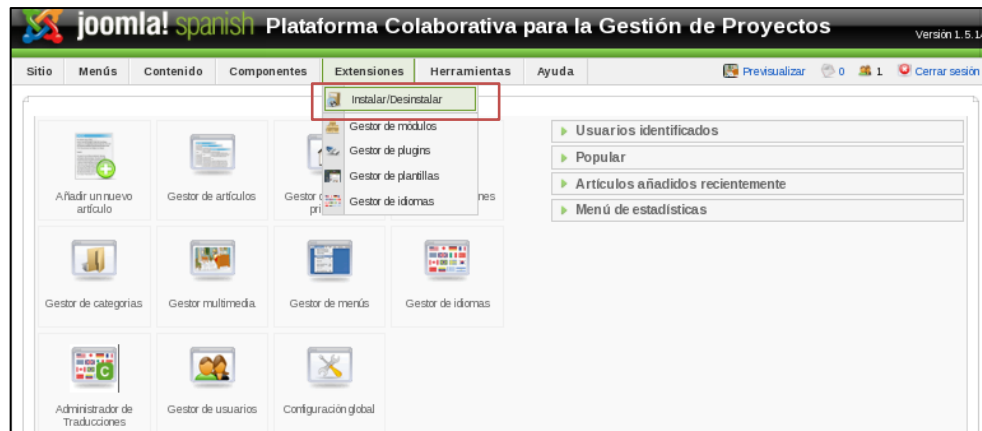 joomla! spanish Plataforma Colaborativa para la Gestión de Proyectos
Versión 1.5.14
Sitio Menús Contenido Componentes Extensiones Herramientas Ayuda Previsualizar 0 1 Cerrar sesión
Instalar/Desinstalar
Gestor de módulos
Gestor de plugins
Gestor de plantillas
Gestor de idiomas
Usuarios identificados
Popular
Artículos añadidos recientemente
Menú de estadísticas
Añadir un nuevo
artículo
Gestor de artículos
Gestor
Gestor de categorias
Gestor multimedia
Gestor de menús
Gestor de idiomas
Administrador de
Traducciones
Gestor de usuarios
Configuración global